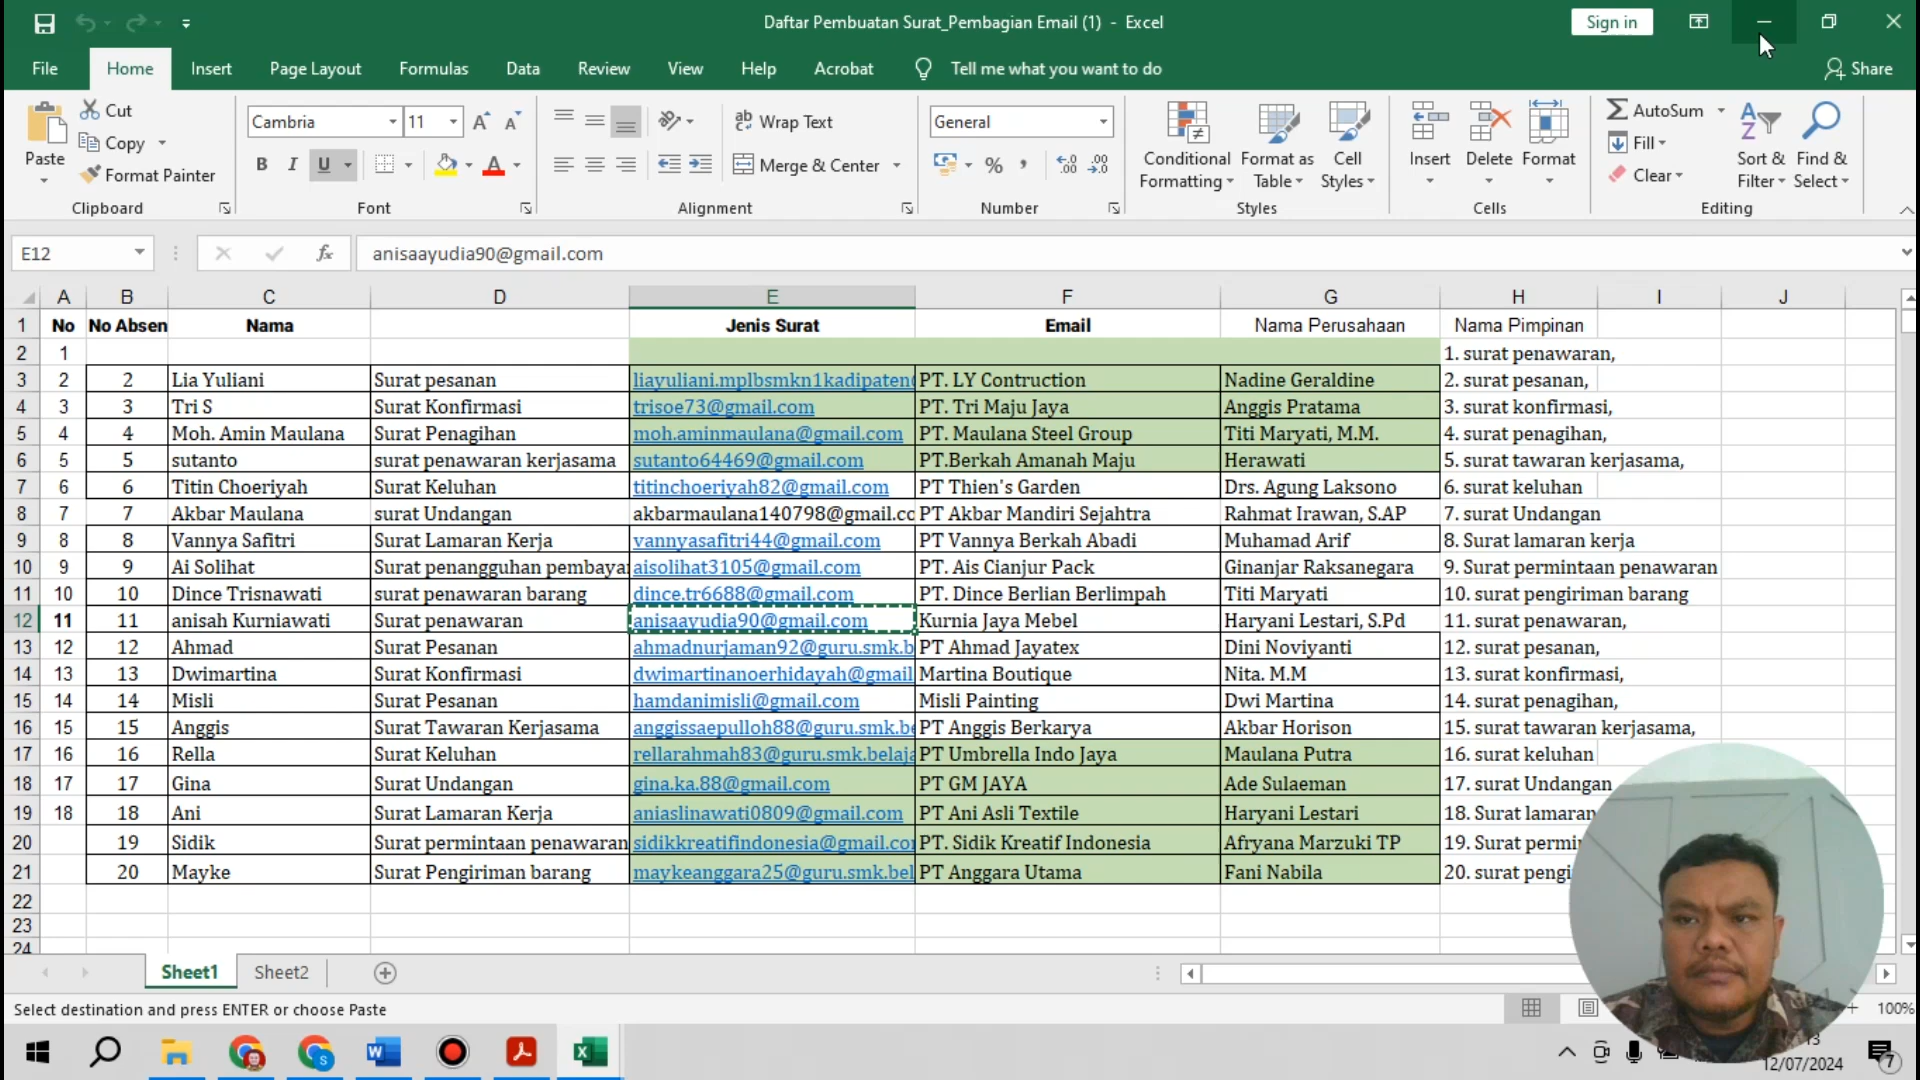 Daftar Pembuatan Surat_Pembagian Email (1) - Excel
Sign in
File Home Insert Page Layout Formulas Data Review View Help Acrobat Tell me what you want to do Share
Paste
Cut
Copy
Format Painter
Clipboard
Cambria 11
B I U
Font
Wrap Text
Merge & Center
Alignment
General
Number
Conditional Formatting
Format as Table
Cell Styles
Styles
Insert Delete Format
Cells
AutoSum
Fill
Clear
Sort & Filter
Find & Select
Editing
E12 fx anisaayudia90@gmail.com
A B C D E F G H I J
1 No No Absen Nama Jenis Surat Email Nama Perusahaan Nama Pimpinan
2 1 1. surat penawaran,
3 2 2 Lia Yuliani Surat pesanan liayuliani.mplbsmkn1kadipaten PT. LY Contruction Nadine Geraldine 2. surat pesanan,
4 3 3 Tri S Surat Konfirmasi trisoe73@gmail.com PT. Tri Maju Jaya Anggis Pratama 3. surat konfirmasi,
5 4 4 Moh. Amin Maulana Surat Penagihan moh.aminmaulana@gmail.com PT. Maulana Steel Group Titi Maryati, M.M. 4. surat penagihan,
6 5 5 sutanto surat penawaran kerjasama sutanto64469@gmail.com PT.Berkah Amanah Maju Herawati 5. surat tawaran kerjasama,
7 6 6 Titin Choeriyah Surat Keluhan titinchoeriyah82@gmail.com PT Thien's Garden Drs. Agung Laksono 6. surat keluhan
8 7 7 Akbar Maulana surat Undangan akbarmaulana140798@gmail.co PT Akbar Mandiri Sejahtra Rahmat Irawan, S.AP 7. surat Undangan
9 8 8 Vannya Safitri Surat Lamaran Kerja vannyasafitri44@gmail.com PT Vannya Berkah Abadi Muhamad Arif 8. Surat lamaran kerja
10 9 9 Ai Solihat Surat penangguhan pembaya aisolihat3105@gmail.com PT. Ais Cianjur Pack Ginanjar Raksanegara 9. Surat permintaan penawaran
11 10 10 Dince Trisnawati surat penawaran barang dince.tr6688@gmail.com PT. Dince Berlian Berlimpah Titi Maryati 10. surat pengiriman barang
12 11 11 anisah Kurniawati Surat penawaran anisaayudia90@gmail.com Kurnia Jaya Mebel Haryani Lestari, S.Pd 11. surat penawaran,
13 12 12 Ahmad Surat Pesanan ahmadnurjaman92@guru.smk.b PT Ahmad Jayatex Dini Noviyanti 12. surat pesanan,
14 13 13 Dwimartina Surat Konfirmasi dwimartinanoerhidayah@gmail Martina Boutique Nita. M.M 13. surat konfirmasi,
15 14 14 Misli Surat Pesanan hamdanimisli@gmail.com Misli Painting Dwi Martina 14. surat penagihan,
16 15 15 Anggis Surat Tawaran Kerjasama anggissaepulloh88@guru.smk.be PT Anggis Berkarya Akbar Horison 15. surat tawaran kerjasama,
17 16 16 Rella Surat Keluhan rellarahmah83@guru.smk.belaja PT Umbrella Indo Jaya Maulana Putra 16. surat keluhan
18 17 17 Gina Surat Undangan gina.ka.88@gmail.com PT GM JAYA Ade Sulaeman 17. surat Undangan
19 18 18 Ani Surat Lamaran Kerja aniaslinawati0809@gmail.com PT Ani Asli Textile Haryani Lestari 18. Surat lamaran
20 19 Sidik Surat permintaan penawaran sidikkreatifindonesia@gmail.co PT. Sidik Kreatif Indonesia Afryana Marzuki TP 19. Surat permi
21 20 Mayke Surat Pengiriman barang maykeanggara25@guru.smk.bel PT Anggara Utama Fani Nabila 20. surat pengi
22
23
24
Sheet1 Sheet2
Select destination and press ENTER or choose Paste 100%
13
12/07/2024
7